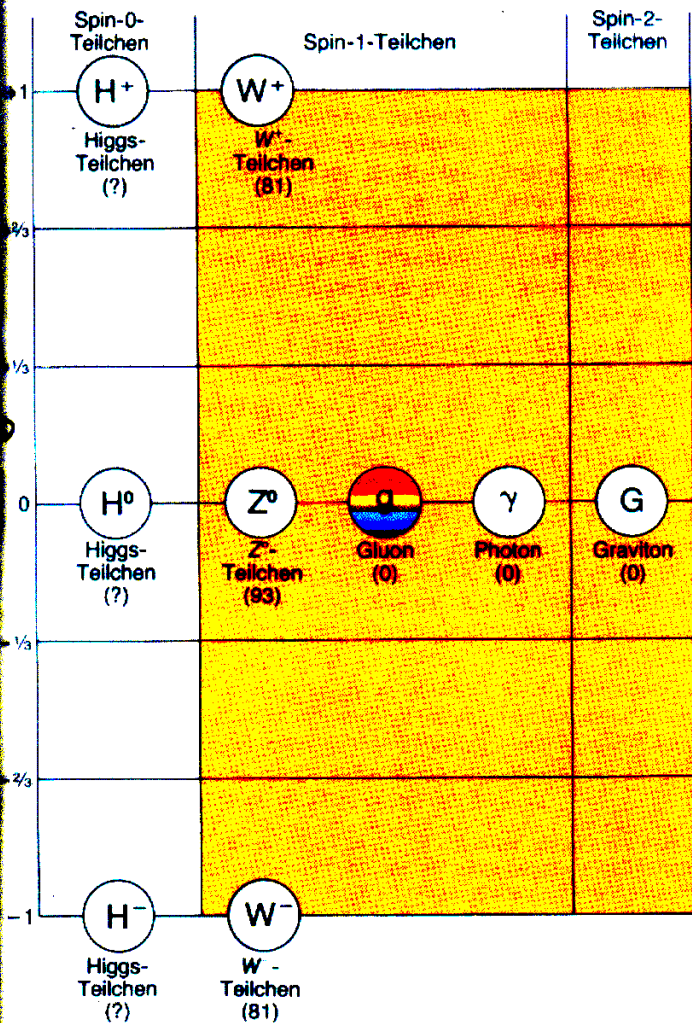 Spin-0-
Teilchen
Spin-1-Teilchen
Spin-2-
Teilchen
1
H⁺
W⁺
Higgs-
Teilchen
(?)
W⁺-
Teilchen
(81)
⅔
⅓
0
H⁰
Z⁰
g
γ
G
Higgs-
Teilchen
(?)
Z⁰-
Teilchen
(93)
Gluon
(0)
Photon
(0)
Graviton
(0)
-⅓
-⅔
-1
H⁻
W⁻
Higgs-
Teilchen
(?)
W⁻-
Teilchen
(81)